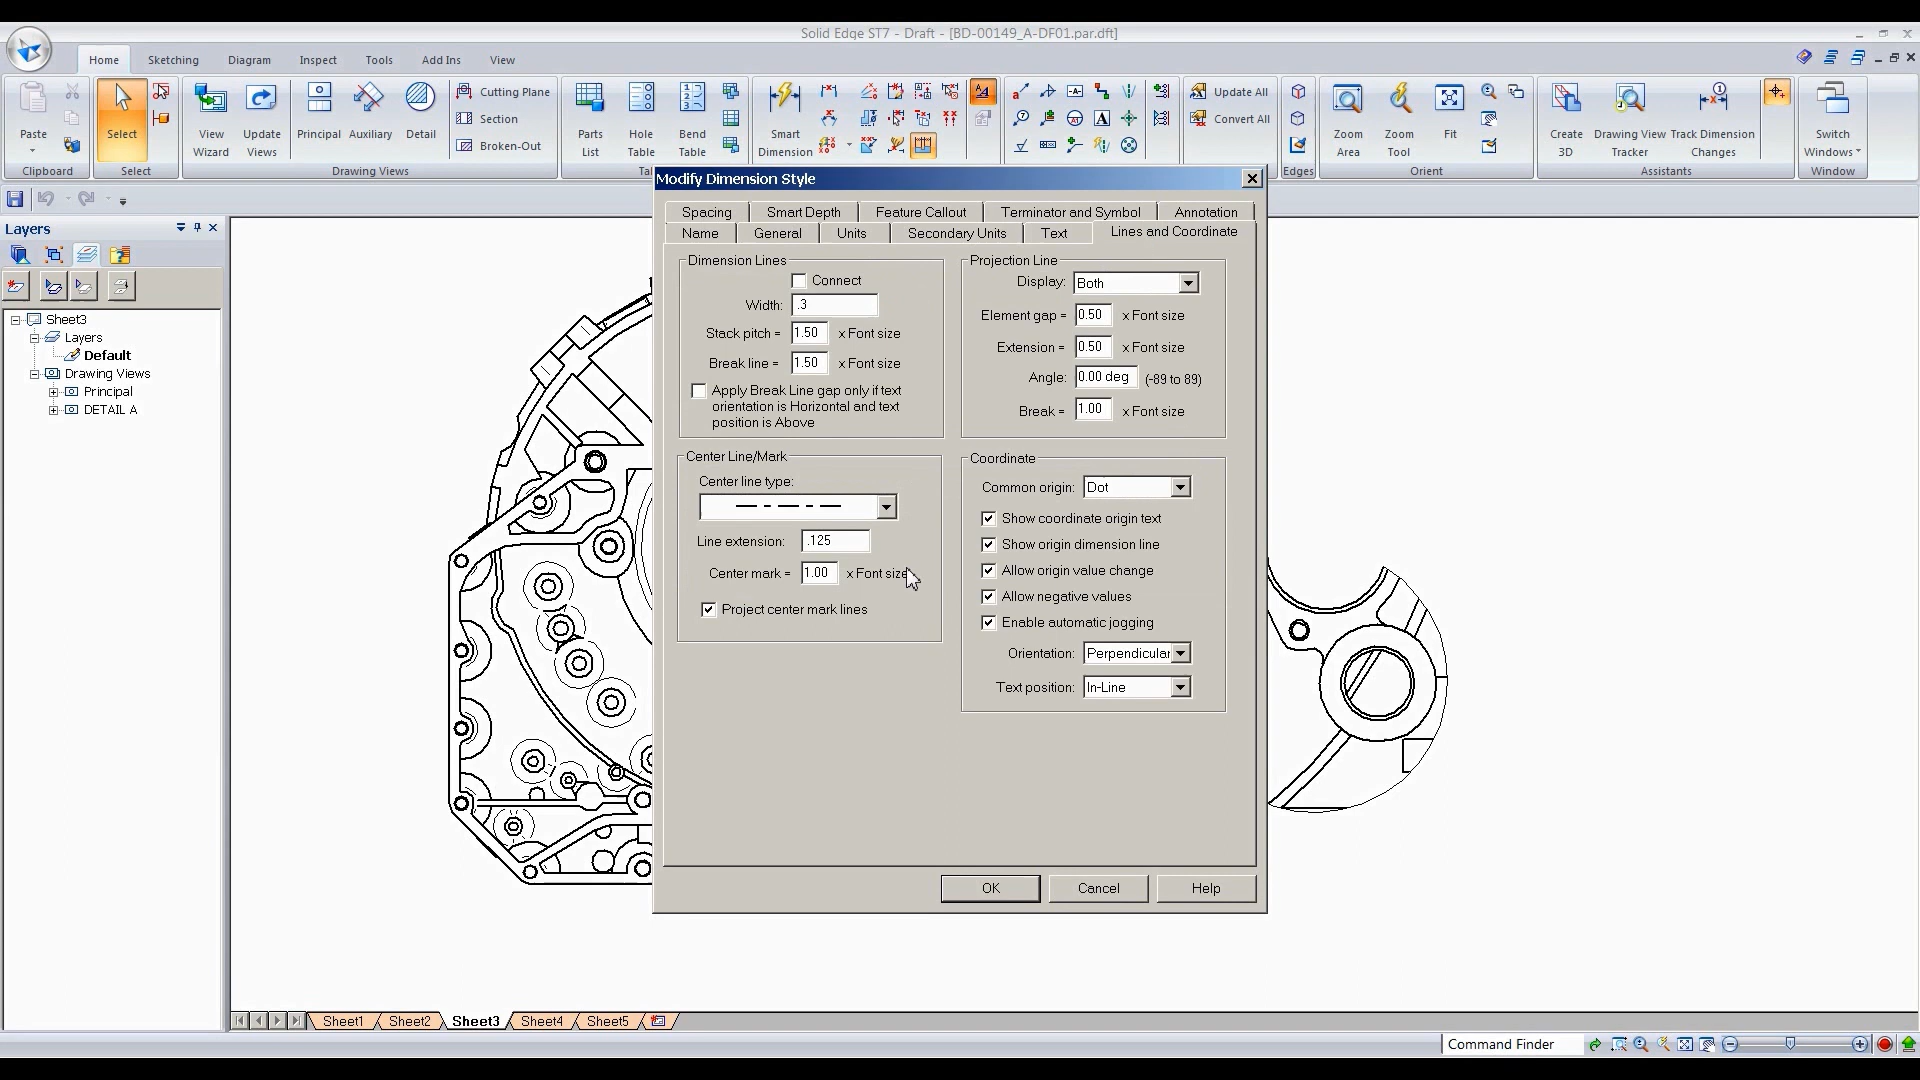 Solid Edge ST7 - Draft - [BD-00149_A-DF01.par.dft]
Home Sketching Diagram Inspect Tools Add Ins View
Paste
Clipboard
Select
Select
View Wizard
Update Views
Principal
Auxiliary
Detail
Cutting Plane
Section
Broken-Out
Drawing Views
Parts List
Hole Table
Bend Table
Smart Dimension
Update All
Convert All
Edges
Zoom Area
Zoom Tool
Fit
Orient
Create 3D
Drawing View Tracker
Track Dimension Changes
Assistants
Switch Windows
Window
Layers
Sheet3
Layers
Default
Drawing Views
Principal
DETAIL A
Modify Dimension Style
Spacing Smart Depth Feature Callout Terminator and Symbol Annotation
Name General Units Secondary Units Text Lines and Coordinate
Dimension Lines
Connect
Width: .3
Stack pitch = 1.50 x Font size
Break line = 1.50 x Font size
Apply Break Line gap only if text
orientation is Horizontal and text
position is Above
Projection Line
Display: Both
Element gap = 0.50 x Font size
Extension = 0.50 x Font size
Angle: 0.00 deg (-89 to 89)
Break = 1.00 x Font size
Center Line/Mark
Center line type:
Line extension: .125
Center mark = 1.00 x Font size
Project center mark lines
Coordinate
Common origin: Dot
Show coordinate origin text
Show origin dimension line
Allow origin value change
Allow negative values
Enable automatic jogging
Orientation: Perpendicular
Text position: In-Line
OK Cancel Help
Sheet1 Sheet2 Sheet3 Sheet4 Sheet5
Command Finder